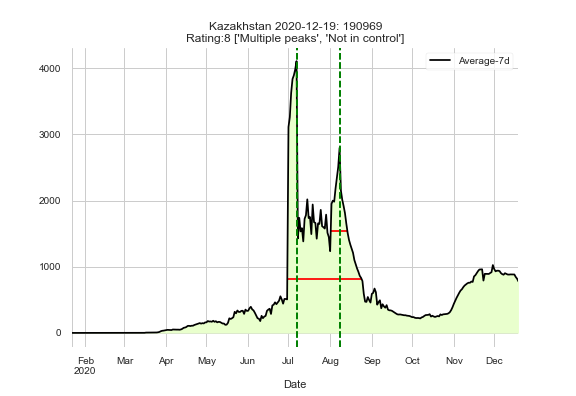 Kazakhstan 2020-12-19: 190969
Rating:8 ['Multiple peaks', 'Not in control']
Average-7d
4000
3000
2000
1000
0
Feb Mar Apr May Jun Jul Aug Sep Oct Nov Dec
2020
Date